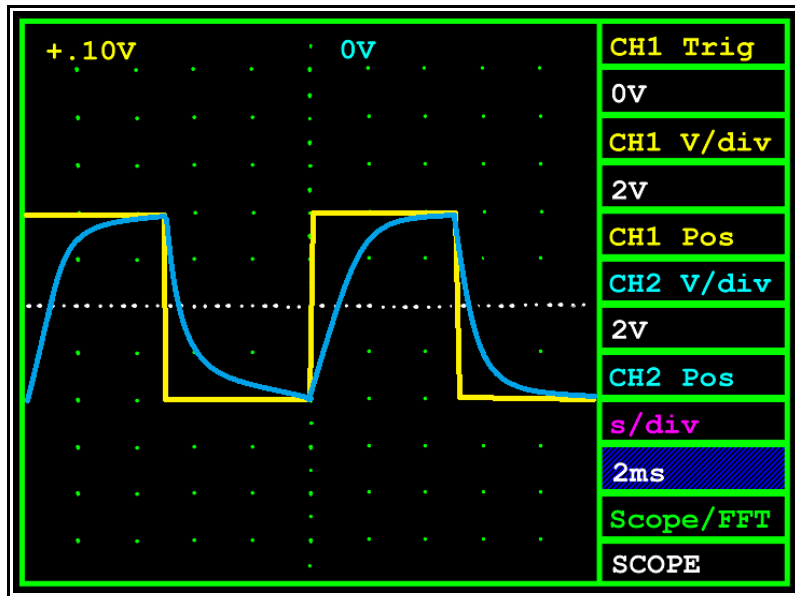 +.10V 0V
CH1 Trig
0V
CH1 V/div
2V
CH1 Pos
CH2 V/div
2V
CH2 Pos
s/div
2ms
Scope/FFT
SCOPE